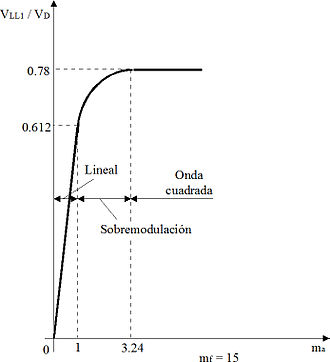 VLL1 / VD
0.78
0.612
Lineal
Onda
cuadrada
Sobremodulación
0
1
3.24
ma
mf = 15